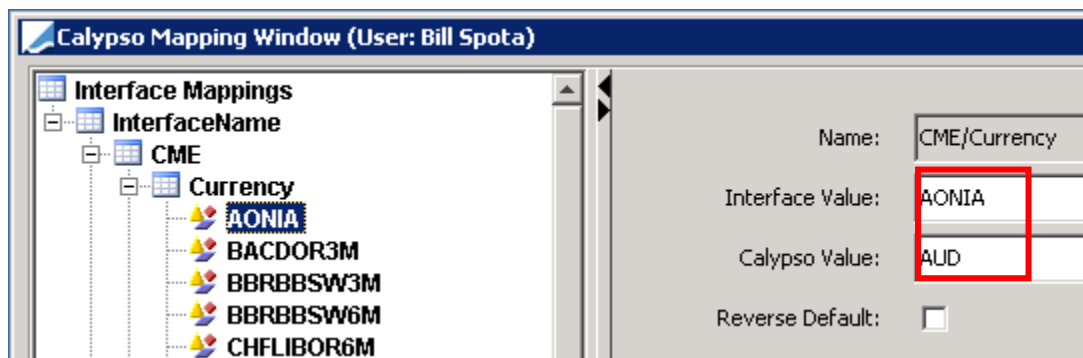 Calypso Mapping Window (User: Bill Spota)
Interface Mappings
InterfaceName
CME
Currency
AONIA
BACDOR3M
BBRBBSW3M
BBRBBSW6M
CHFLIBOR6M
Name: CME/Currency
Interface Value: AONIA
Calypso Value: AUD
Reverse Default: